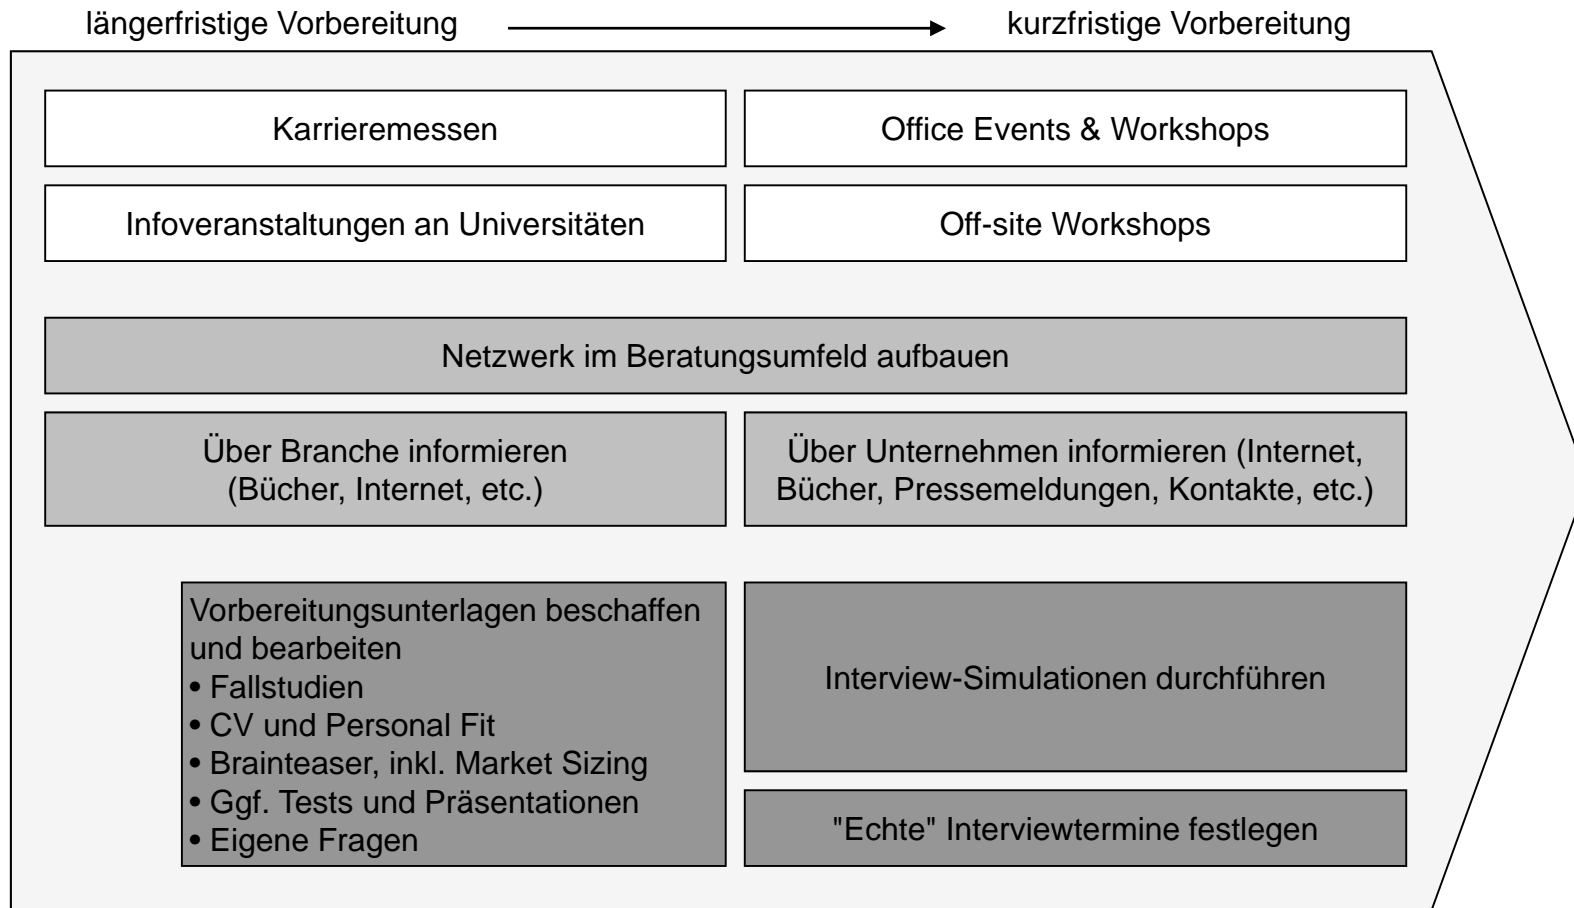 längerfristige Vorbereitung
kurzfristige Vorbereitung
Karrieremessen
Office Events & Workshops
Infoveranstaltungen an Universitäten
Off-site Workshops
Netzwerk im Beratungsumfeld aufbauen
Über Branche informieren
(Bücher, Internet, etc.)
Über Unternehmen informieren (Internet,
Bücher, Pressemeldungen, Kontakte, etc.)
Vorbereitungsunterlagen beschaffen
und bearbeiten
• Fallstudien
• CV und Personal Fit
• Brainteaser, inkl. Market Sizing
• Ggf. Tests und Präsentationen
• Eigene Fragen
Interview-Simulationen durchführen
"Echte" Interviewtermine festlegen